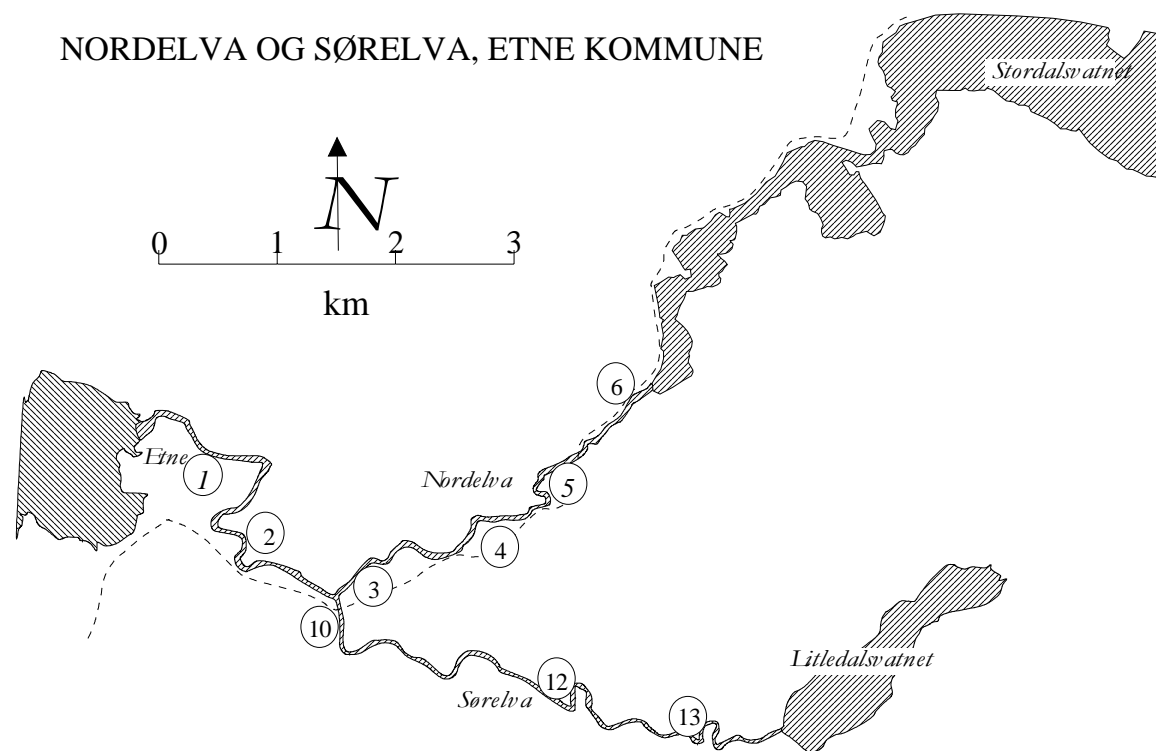 NORDELVA OG SØRELVA, ETNE KOMMUNE
Stordalsvatnet
N
0 1 2 3
km
6
Etne
1
Nordelva
5
2
4
3
10
Litledalsvatnet
12
Sørelva
13